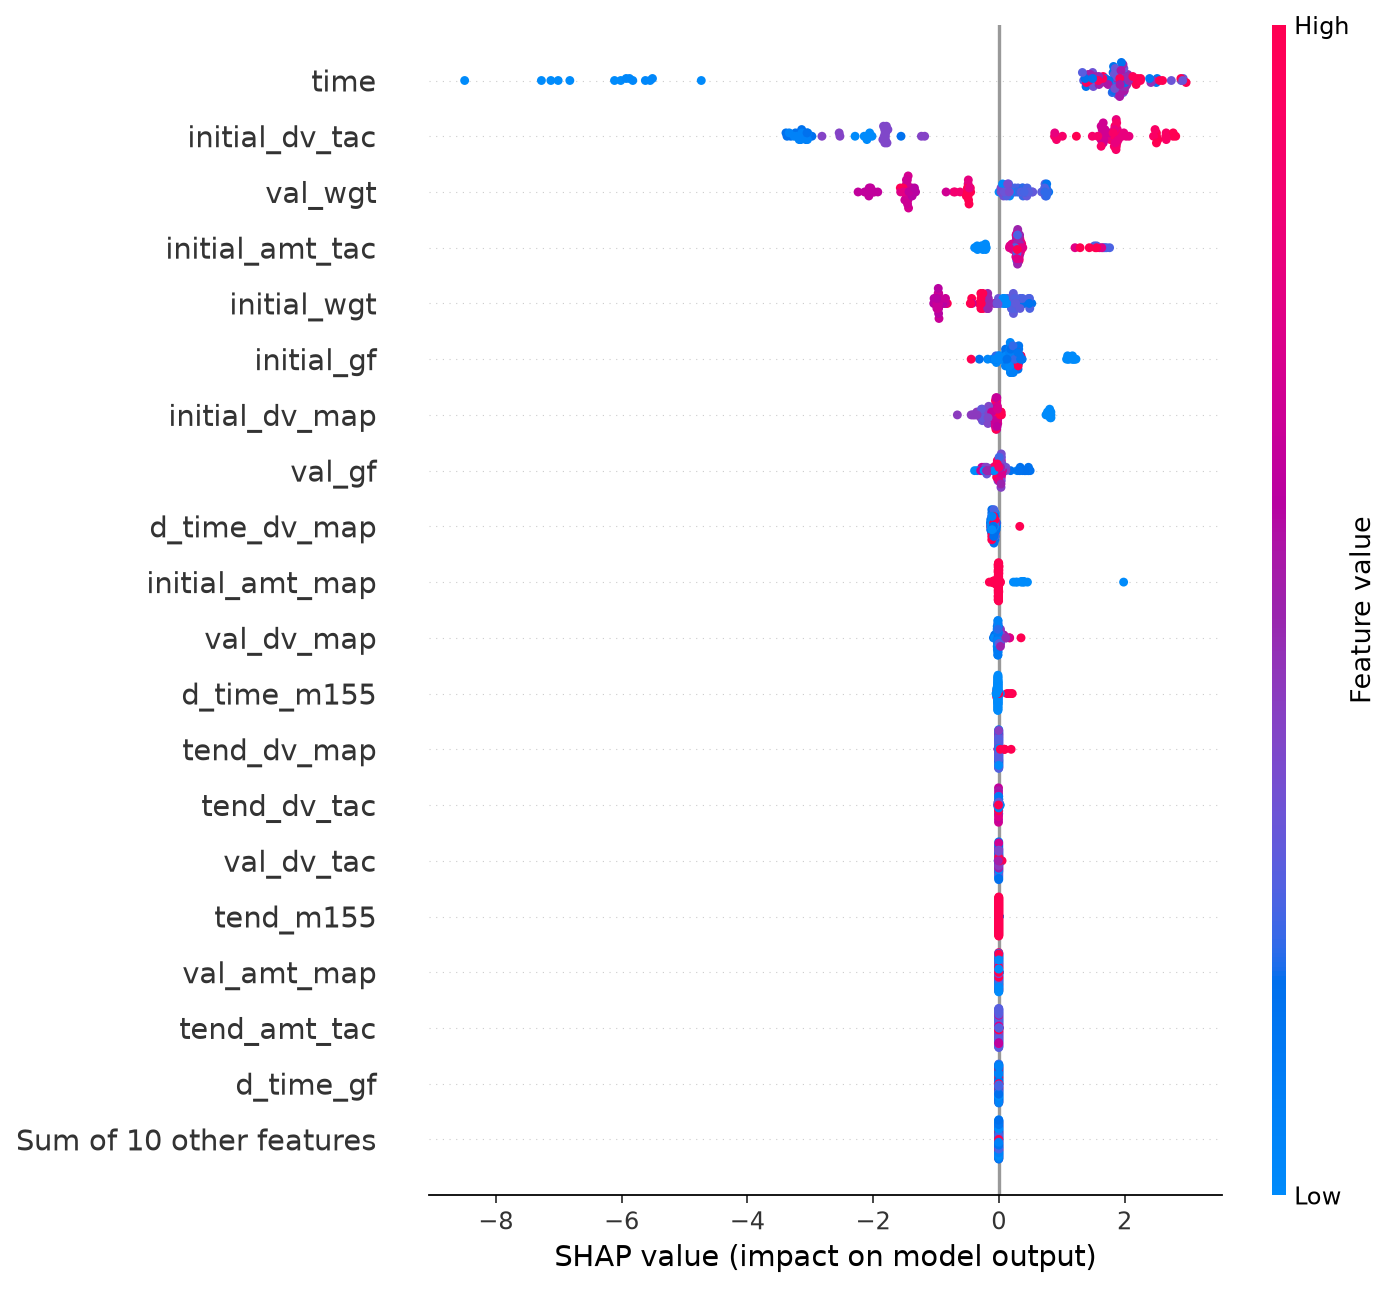 High
time
initial_dv_tac
val_wgt
initial_amt_tac
initial_wgt
initial_gf
initial_dv_map
val_gf
d_time_dv_map
initial_amt_map
val_dv_map
d_time_m155
tend_dv_map
tend_dv_tac
val_dv_tac
tend_m155
val_amt_map
tend_amt_tac
d_time_gf
Sum of 10 other features
Feature value
Low
−8 −6 −4 −2 0 2
SHAP value (impact on model output)